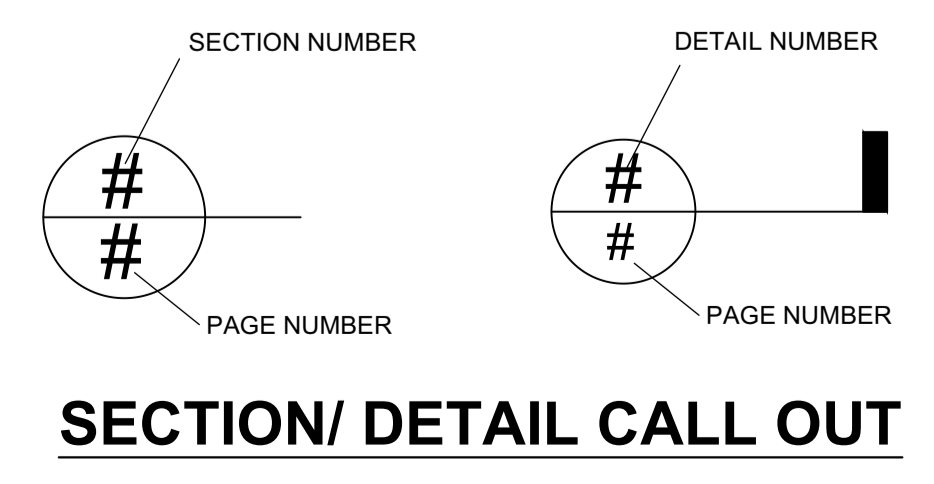 SECTION NUMBER
#
#
PAGE NUMBER
DETAIL NUMBER
#
#
PAGE NUMBER
SECTION/ DETAIL CALL OUT